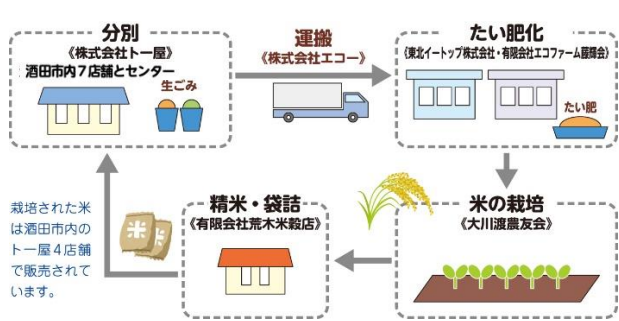 分別
《株式会社トー屋》
酒田市内7店舗とセンター
生ごみ
運搬
《株式会社エコー》
たい肥化
《東北イートップ株式会社・有限会社エコファーム藤輝会》
たい肥
米の栽培
《大川渡農友会》
精米・袋詰
《有限会社荒木米穀店》
米
米
栽培された米
は酒田市内の
トー屋4店舗
で販売されて
います。